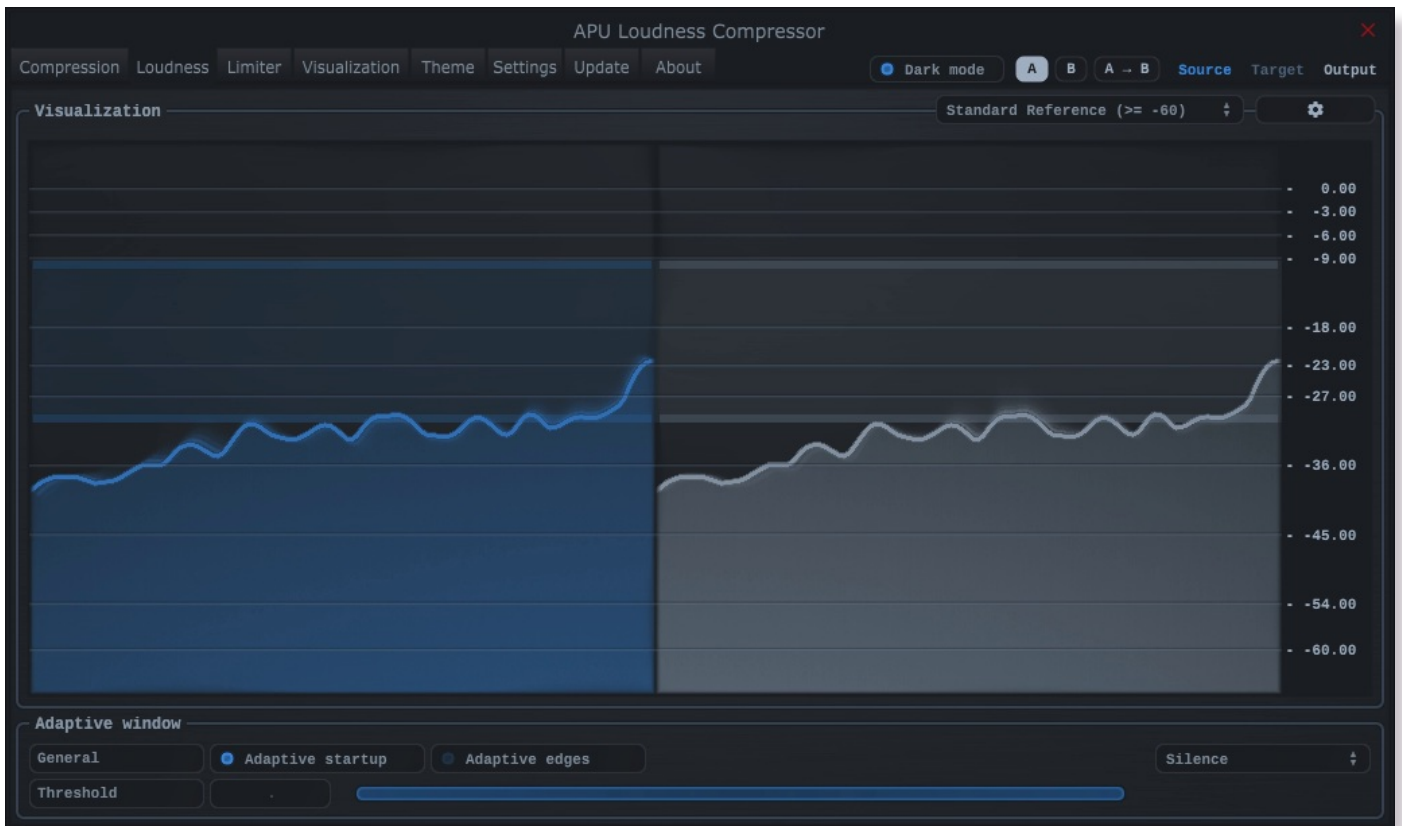 APU Loudness Compressor
Compression Loudness Limiter Visualization Theme Settings Update About Dark mode A B A → B Source Target Output
Visualization Standard Reference (>= -60)
- 0.00
- -3.00
- -6.00
- -9.00
- -18.00
- -23.00
- -27.00
- -36.00
- -45.00
- -54.00
- -60.00
Adaptive window
General Adaptive startup Adaptive edges Silence
Threshold .